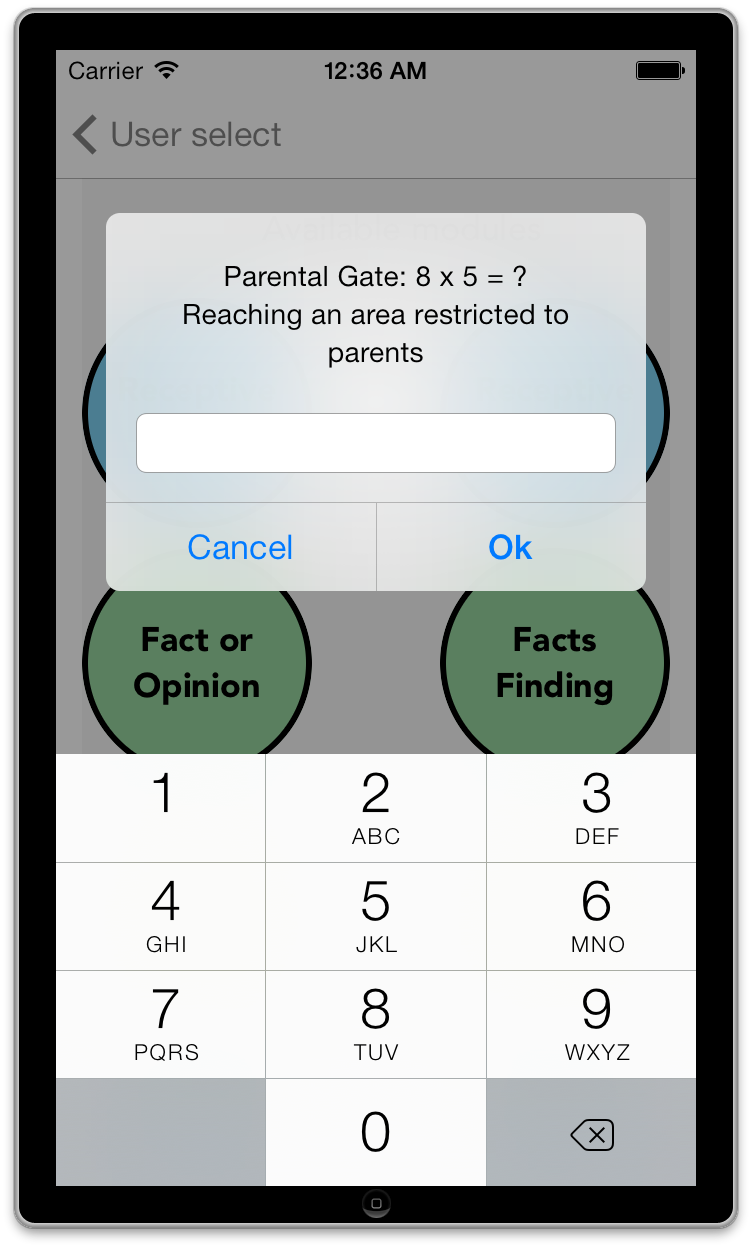 Carrier 12:36 AM
User select
Available modules
Parental Gate: 8 x 5 = ?
Reaching an area restricted to
parents
Cancel Ok
Fact or
Opinion
Facts
Finding
1 2 3
ABC DEF
4 5 6
GHI JKL MNO
7 8 9
PQRS TUV WXYZ
0